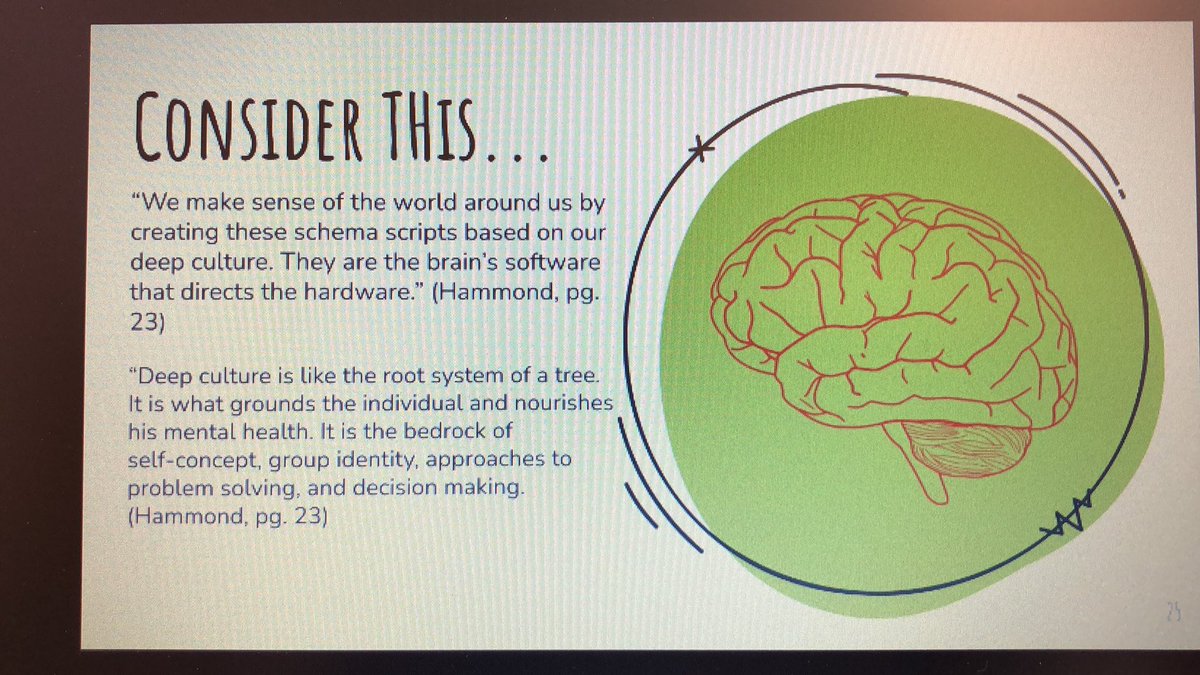 CONSIDER THIS...
“We make sense of the world around us by
creating these schema scripts based on our
deep culture. They are the brain’s software
that directs the hardware.” (Hammond, pg.
23)
“Deep culture is like the root system of a tree.
It is what grounds the individual and nourishes
his mental health. It is the bedrock of
self-concept, group identity, approaches to
problem solving, and decision making.
(Hammond, pg. 23)
25